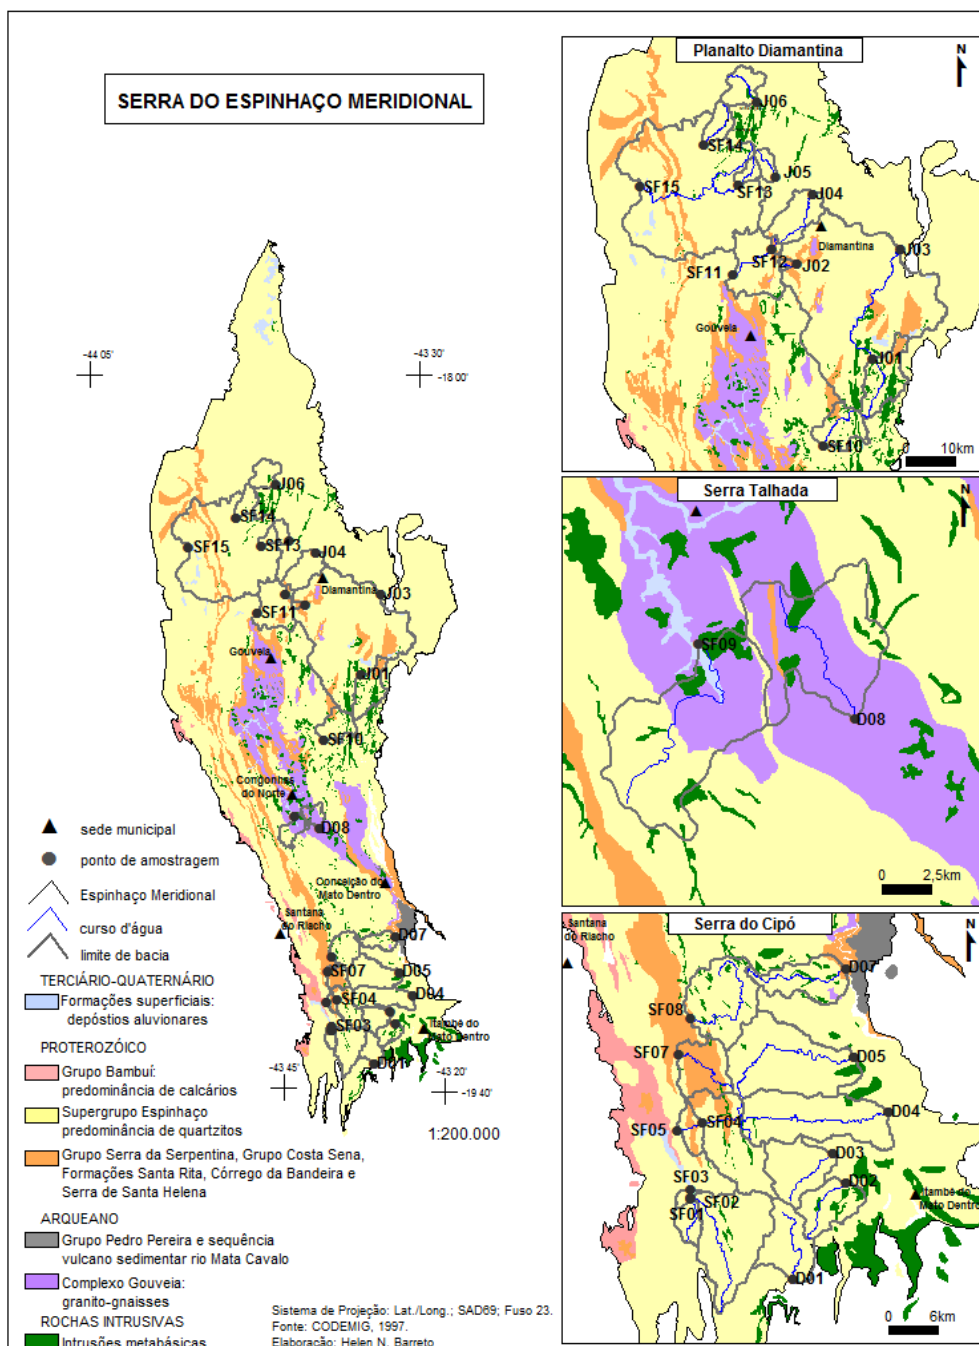 SERRA DO ESPINHAÇO MERIDIONAL
-44 05'
-43 30'
-18 00'
J06
SF14
SF15
SF13
J04
Diamantina
J03
SF11
Gouveia
J01
SF10
Congonhas
do Norte
D08
Conceição do
Mato Dentro
Santana
do Riacho
D07
SF07
D05
SF04
D04
SF03
Itambé do
Mato Dentro
D01
-43 45'
-43 20'
-19 40'
1:200.000
sede municipal
ponto de amostragem
Espinhaço Meridional
curso d'água
limite de bacia
TERCIÁRIO-QUATERNÁRIO
Formações superficiais:
depóstios aluvionares
PROTEROZÓICO
Grupo Bambuí:
predominância de calcários
Supergrupo Espinhaço
predominância de quartzitos
Grupo Serra da Serpentina, Grupo Costa Sena,
Formações Santa Rita, Córrego da Bandeira e
Serra de Santa Helena
ARQUEANO
Grupo Pedro Pereira e sequência
vulcano sedimentar rio Mata Cavalo
Complexo Gouveia:
granito-gnaisses
ROCHAS INTRUSIVAS
Intrusões metabásicas
Sistema de Projeção: Lat./Long.; SAD69; Fuso 23.
Fonte: CODEMIG, 1997.
Elaboração: Helen N. Barreto
Planalto Diamantina
N
J06
SF14
J05
SF15
SF13
J04
Diamantina
J03
SF12
J02
SF11
Gouveia
J01
SF10
0 10km
Serra Talhada
N
SF09
D08
0 2,5km
Serra do Cipó
N
Santana
do Riacho
D07
SF08
SF07
D05
D04
SF04
SF05
D03
SF03
D02
SF02
SF01
Itambé do
Mato Dentro
D01
0 6km